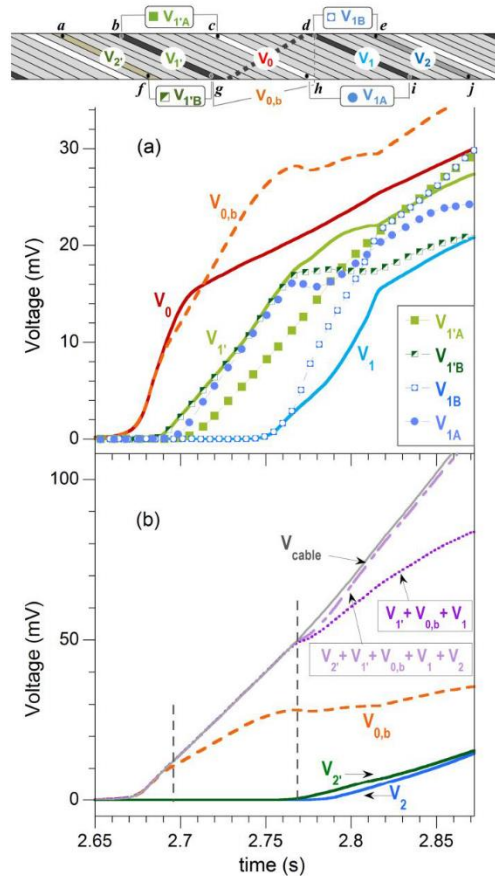 V1'A V1B
a b c d e
V2' V1' V0 V1 V2
f g h i j
V1'B V0,b V1A
(a)
30
V0,b
20
V0
V1'
10
V1
0
Voltage (mV)
V1'A
V1'B
V1B
V1A
(b)
100
Vcable
V1' + V0,b + V1
50
V2' + V1' + V0,b + V1 + V2
V0,b
V2'
V2
0
Voltage (mV)
2.65 2.7 2.75 2.8 2.85
time (s)